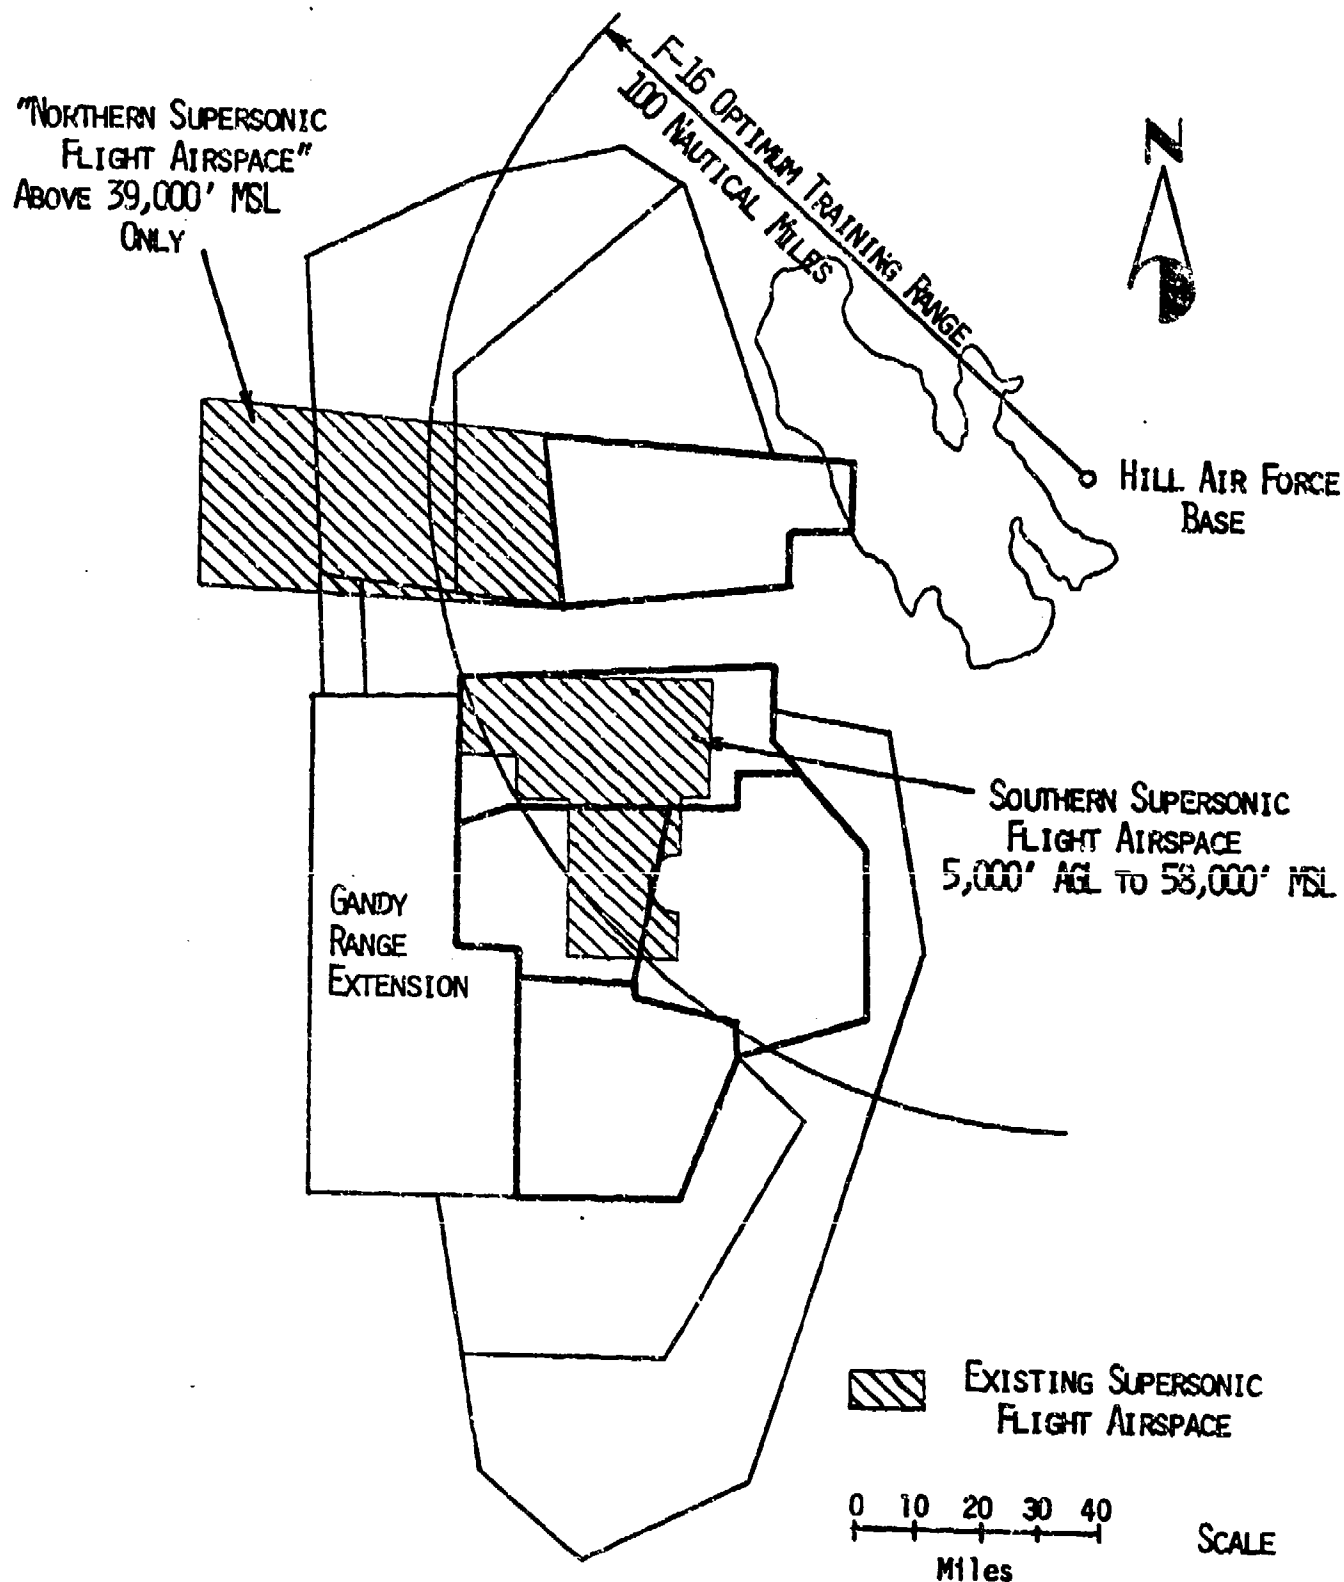 F-16 OPTIMUM TRAINING RANGE
100 NAUTICAL MILES
"NORTHERN SUPERSONIC
FLIGHT AIRSPACE"
ABOVE 39,000' MSL
ONLY
N
HILL AIR FORCE
BASE
SOUTHERN SUPERSONIC
FLIGHT AIRSPACE
5,000' AGL TO 58,000' MSL
GANDY
RANGE
EXTENSION
EXISTING SUPERSONIC
FLIGHT AIRSPACE
0 10 20 30 40
SCALE
Miles